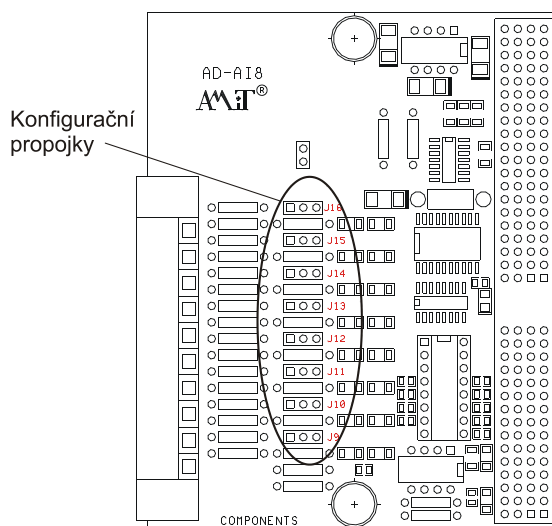 AD-AI8
AMiT®
Konfigurační
propojky
J16
J15
J14
J13
J12
J11
J10
J9
COMPONENTS